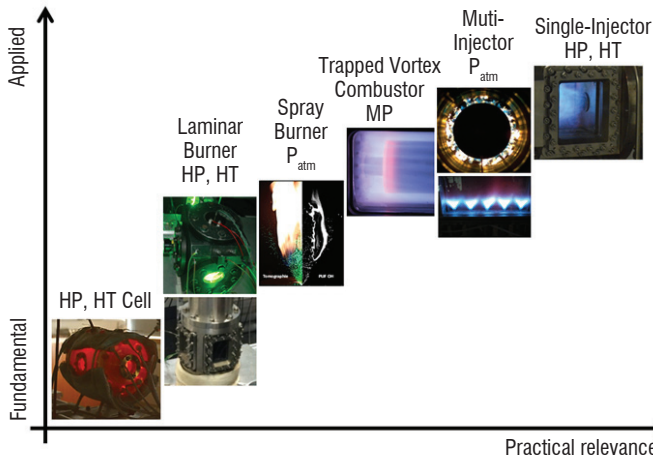 Applied
Fundamental
HP, HT Cell
Laminar
Burner
HP, HT
Spray
Burner
Patm
Tomographie
PLIF OH
Trapped Vortex
Combustor
MP
Muti-
Injector
Patm
Single-Injector
HP, HT
Practical relevance